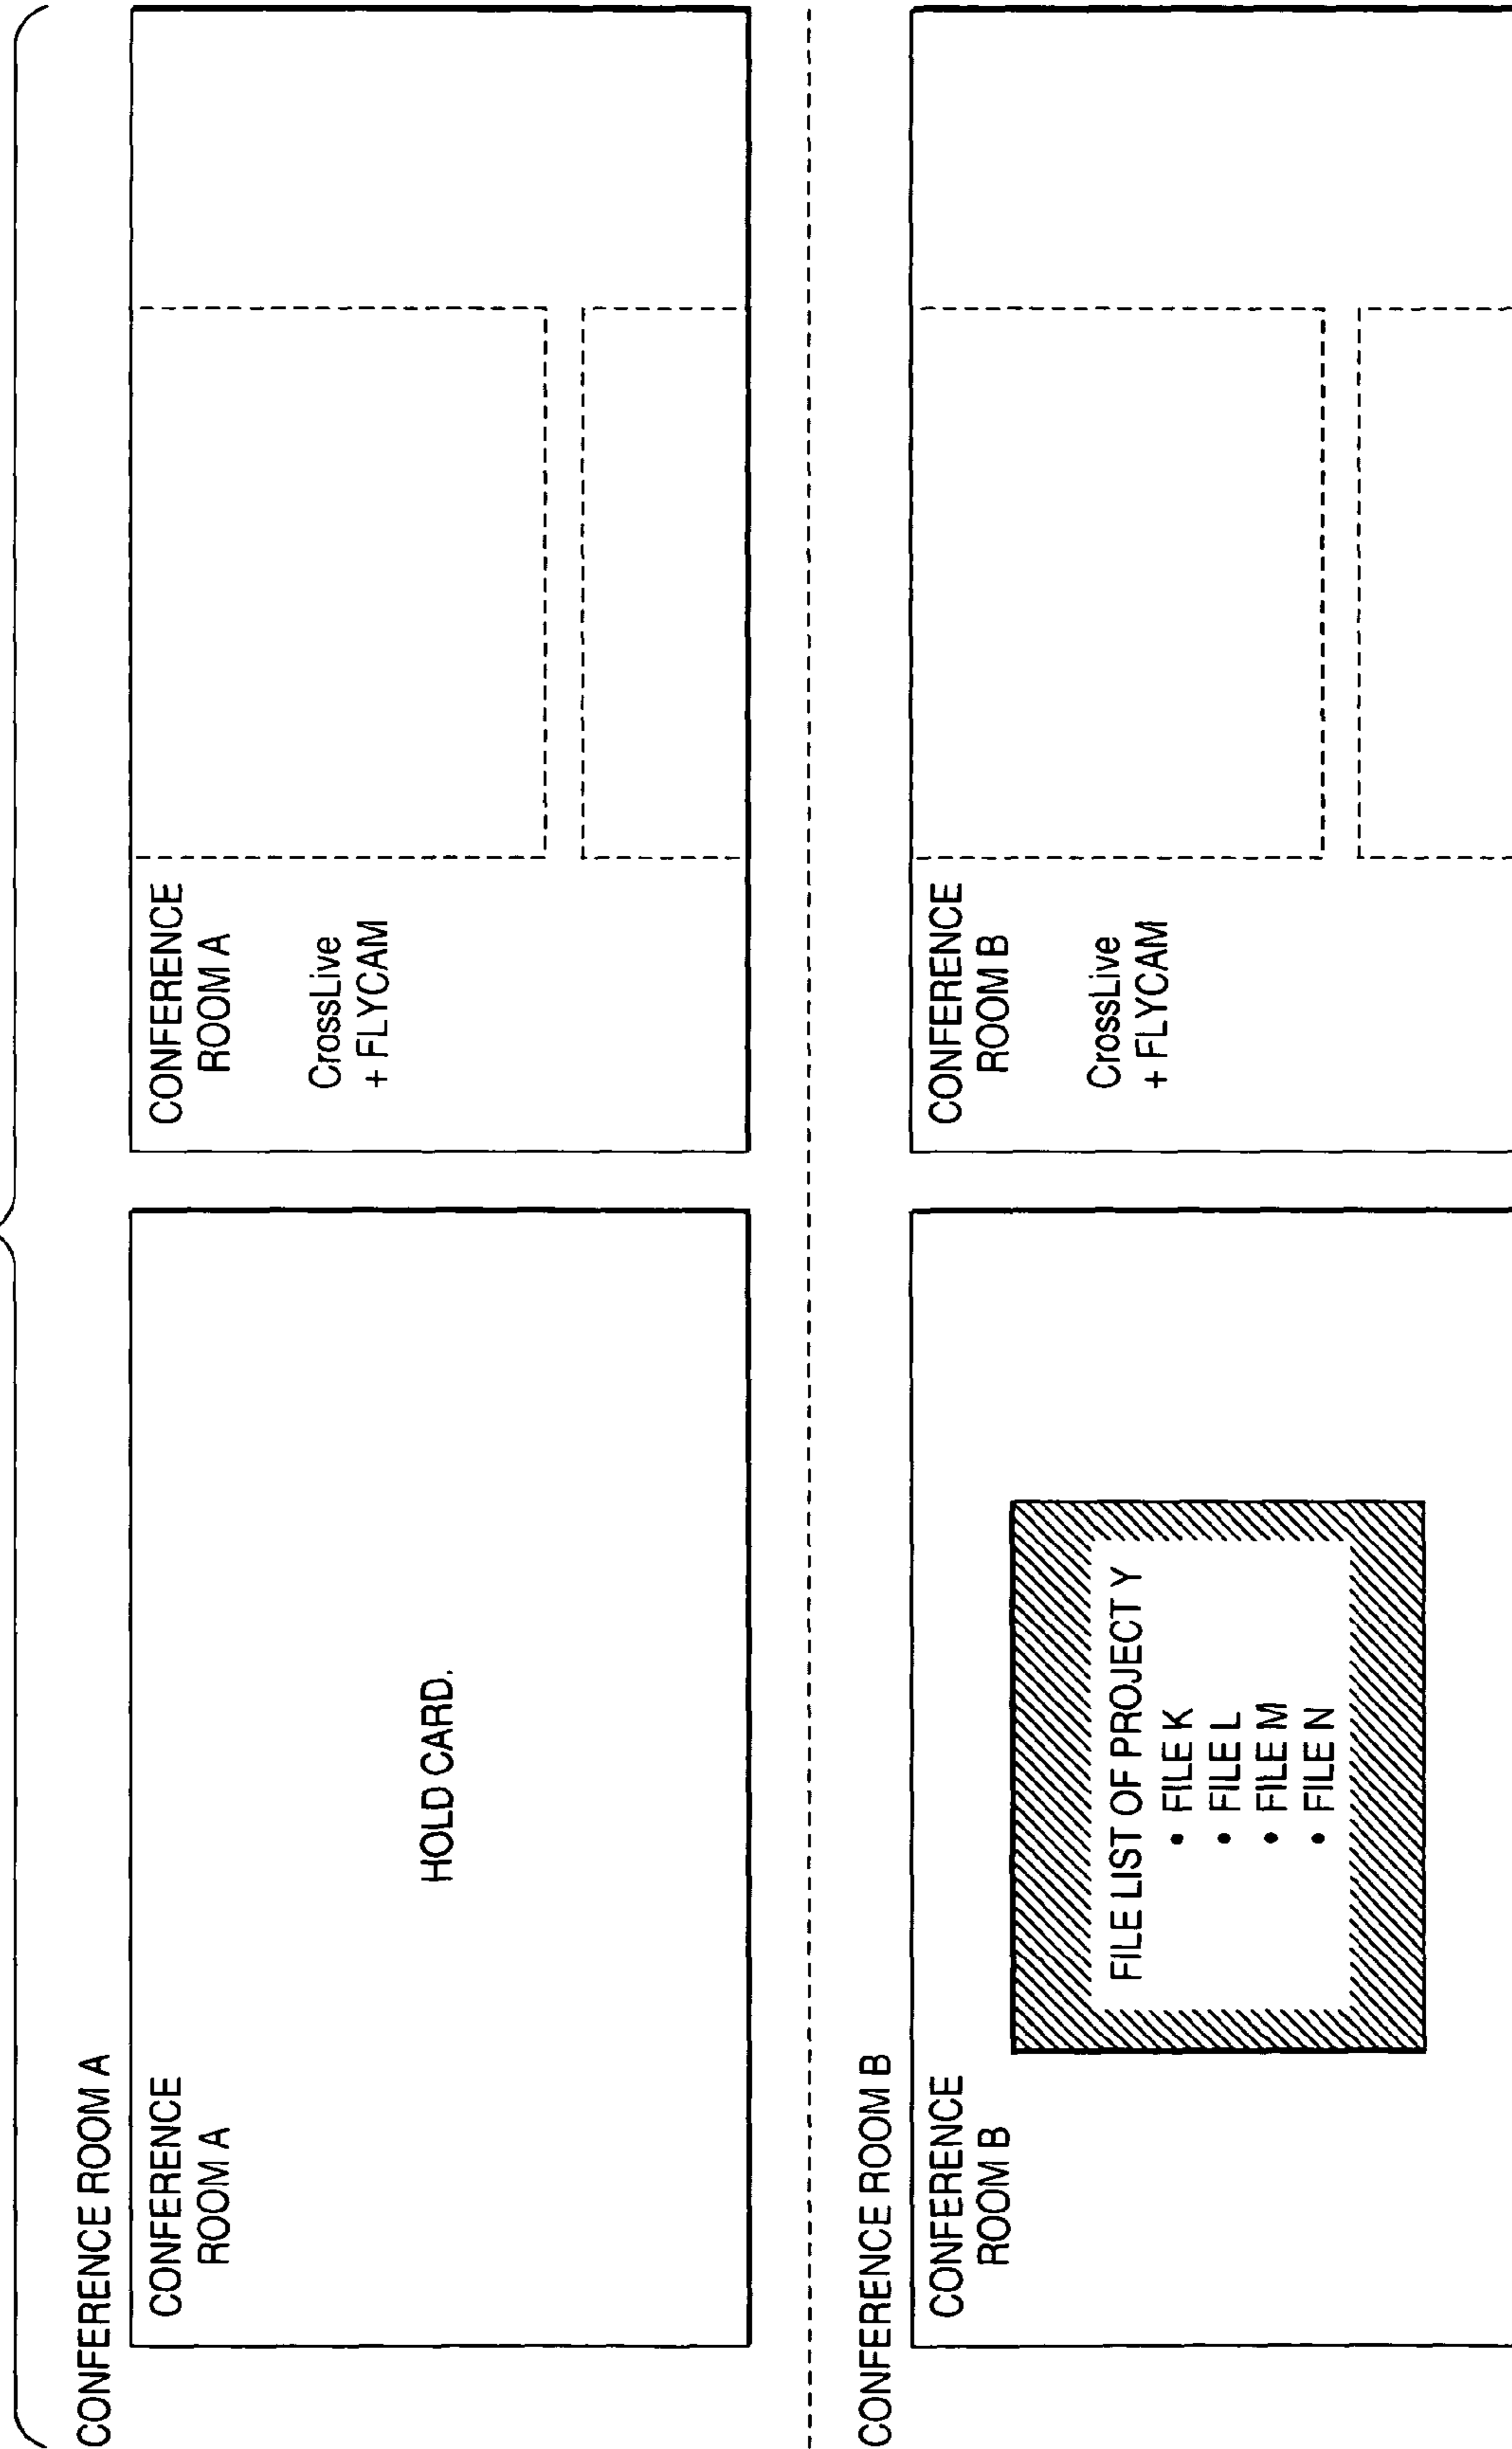 CONFERENCE ROOM A
CONFERENCE
ROOM A
HOLD CARD.
CONFERENCE
ROOM A
CrossLive
+ FLYCAM
CONFERENCE ROOM B
CONFERENCE
ROOM B
FILE LIST OF PROJECT Y
• FILE K
• FILE L
• FILE M
• FILE N
CONFERENCE
ROOM B
CrossLive
+ FLYCAM